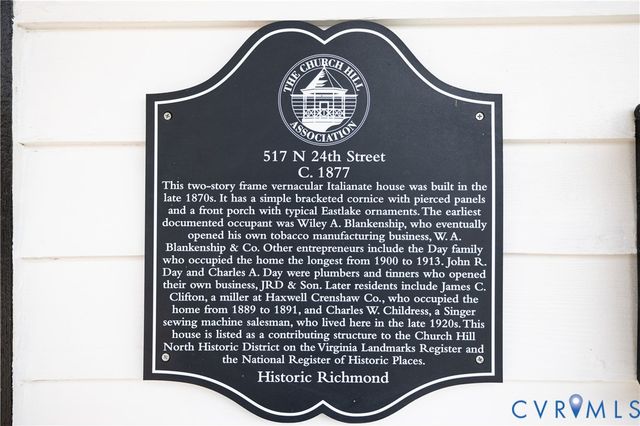 THE CHURCH HILL
ASSOCIATION
517 N 24th Street
C. 1877
This two-story frame vernacular Italianate house was built in the
late 1870s. It has a simple bracketed cornice with pierced panels
and a front porch with typical Eastlake ornaments. The earliest
documented occupant was Wiley A. Blankenship, who eventually
opened his own tobacco manufacturing business, W. A.
Blankenship & Co. Other entrepreneurs include the Day family
who occupied the home the longest from 1900 to 1913. John R.
Day and Charles A. Day were plumbers and tinners who opened
their own business, JRD & Son. Later residents include James C.
Clifton, a miller at Haxwell Crenshaw Co., who occupied the
home from 1889 to 1891, and Charles W. Childress, a Singer
sewing machine salesman, who lived here in the late 1920s. This
house is listed as a contributing structure to the Church Hill
North Historic District on the Virginia Landmarks Register and
the National Register of Historic Places.
Historic Richmond
CVRMLS